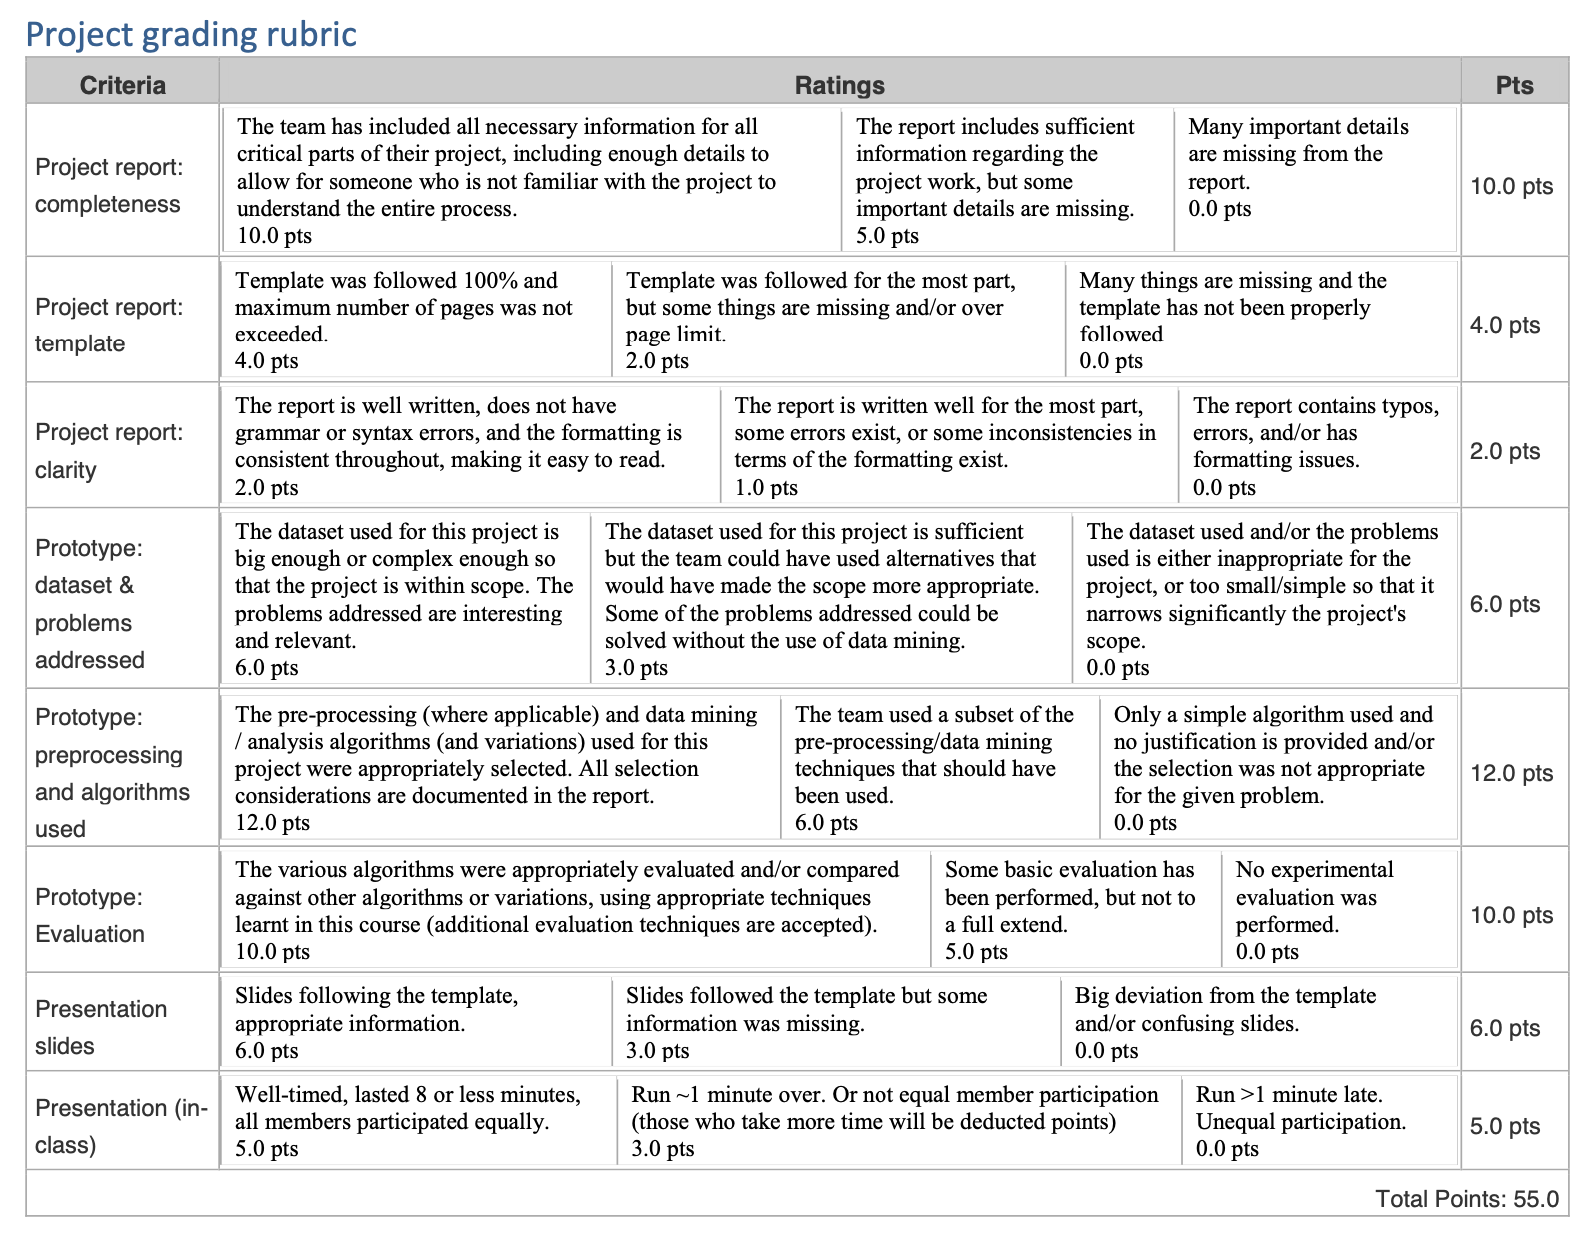 Project grading rubric
Criteria
Ratings
Pts
Project report:
completeness
The team has included all necessary information for all
critical parts of their project, including enough details to
allow for someone who is not familiar with the project to
understand the entire process.
10.0 pts
The report includes sufficient
information regarding the
project work, but some
important details are missing.
5.0 pts
Many important details
are missing from the
report.
0.0 pts
10.0 pts
Project report:
template
Template was followed 100% and
maximum number of pages was not
exceeded.
4.0 pts
Template was followed for the most part,
but some things are missing and/or over
page limit.
2.0 pts
Many things are missing and the
template has not been properly
followed
0.0 pts
4.0 pts
Project report:
clarity
The report is well written, does not have
grammar or syntax errors, and the formatting is
consistent throughout, making it easy to read.
2.0 pts
The report is written well for the most part,
some errors exist, or some inconsistencies in
terms of the formatting exist.
1.0 pts
The report contains typos,
errors, and/or has
formatting issues.
0.0 pts
2.0 pts
Prototype:
dataset &
problems
addressed
The dataset used for this project is
big enough or complex enough so
that the project is within scope. The
problems addressed are interesting
and relevant.
6.0 pts
The dataset used for this project is sufficient
but the team could have used alternatives that
would have made the scope more appropriate.
Some of the problems addressed could be
solved without the use of data mining.
3.0 pts
The dataset used and/or the problems
used is either inappropriate for the
project, or too small/simple so that it
narrows significantly the project's
scope.
0.0 pts
6.0 pts
Prototype:
preprocessing
and algorithms
used
The pre-processing (where applicable) and data mining
/ analysis algorithms (and variations) used for this
project were appropriately selected. All selection
considerations are documented in the report.
12.0 pts
The team used a subset of the
pre-processing/data mining
techniques that should have
been used.
6.0 pts
Only a simple algorithm used and
no justification is provided and/or
the selection was not appropriate
for the given problem.
0.0 pts
12.0 pts
Prototype:
Evaluation
The various algorithms were appropriately evaluated and/or compared
against other algorithms or variations, using appropriate techniques
learnt in this course (additional evaluation techniques are accepted).
10.0 pts
Some basic evaluation has
been performed, but not to
a full extend.
5.0 pts
No experimental
evaluation was
performed.
0.0 pts
10.0 pts
Presentation
slides
Slides following the template,
appropriate information.
6.0 pts
Slides followed the template but some
information was missing.
3.0 pts
Big deviation from the template
and/or confusing slides.
0.0 pts
6.0 pts
Presentation (in-
class)
Well-timed, lasted 8 or less minutes,
all members participated equally.
5.0 pts
Run ~1 minute over. Or not equal member participation
(those who take more time will be deducted points)
3.0 pts
Run >1 minute late.
Unequal participation.
0.0 pts
5.0 pts
Total Points: 55.0